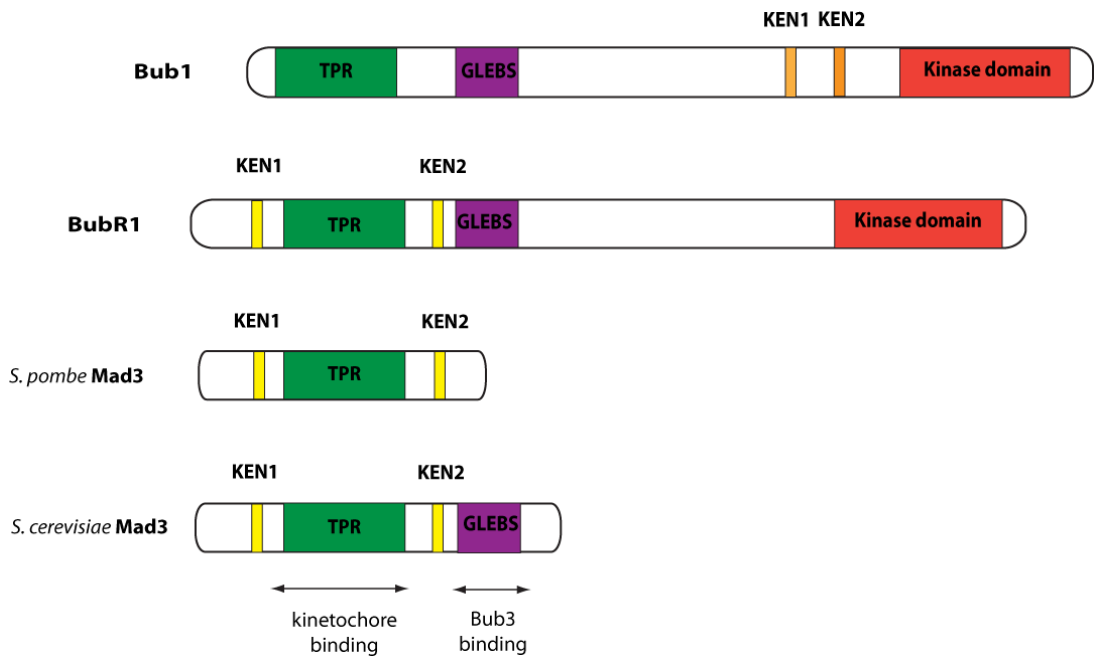 KEN1 KEN2
Bub1 TPR GLEBS Kinase domain
KEN1 KEN2
BubR1 TPR GLEBS Kinase domain
KEN1 KEN2
S. pombe Mad3 TPR
KEN1 KEN2
S. cerevisiae Mad3 TPR GLEBS
kinetochore Bub3
binding binding